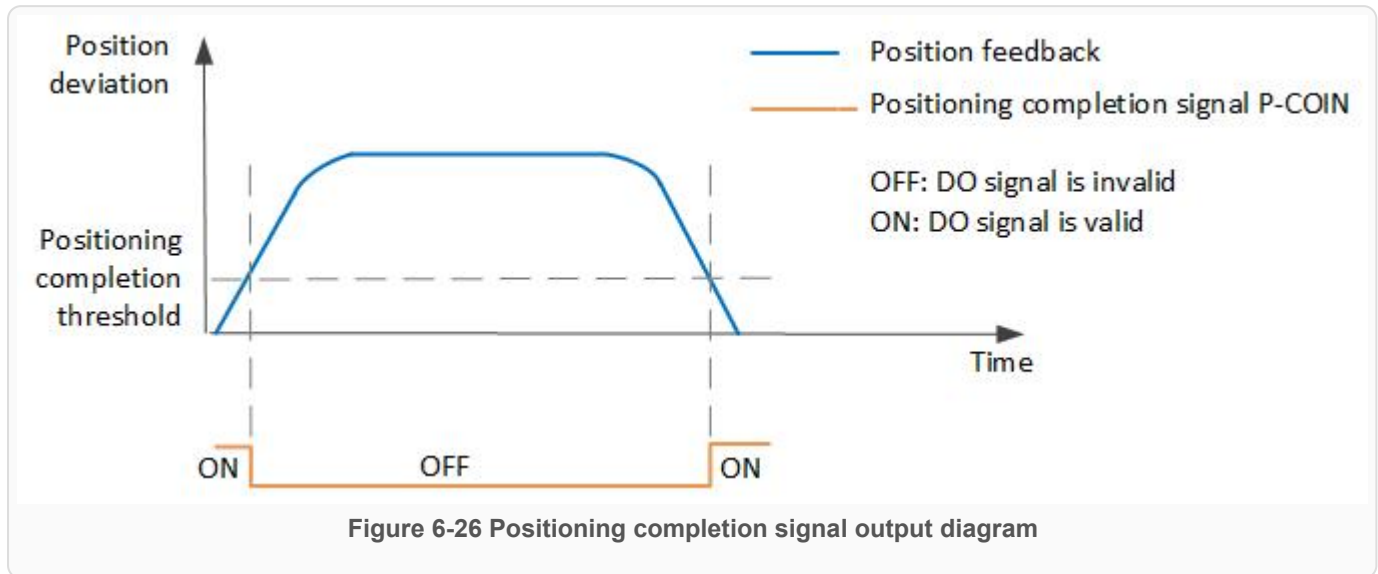 Position
deviation
Position feedback
Positioning completion signal P-COIN
OFF: DO signal is invalid
ON: DO signal is valid
Positioning
completion
threshold
Time
ON
OFF
ON
Figure 6-26 Positioning completion signal output diagram